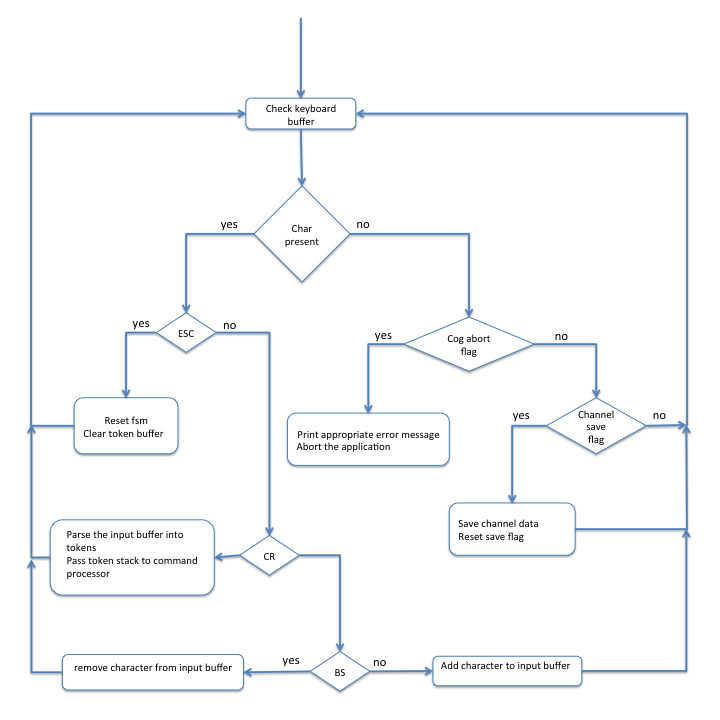 Check keyboard
buffer
yes
Char
present
no
yes
ESC
no
yes
Cog abort
flag
no
Reset fsm
Clear token buffer
Print appropriate error message
Abort the application
yes
Channel
save
flag
no
Save channel data
Reset save flag
Parse the input buffer into
tokens
Pass token stack to command
processor
CR
remove character from input buffer
yes
BS
no
Add character to input buffer